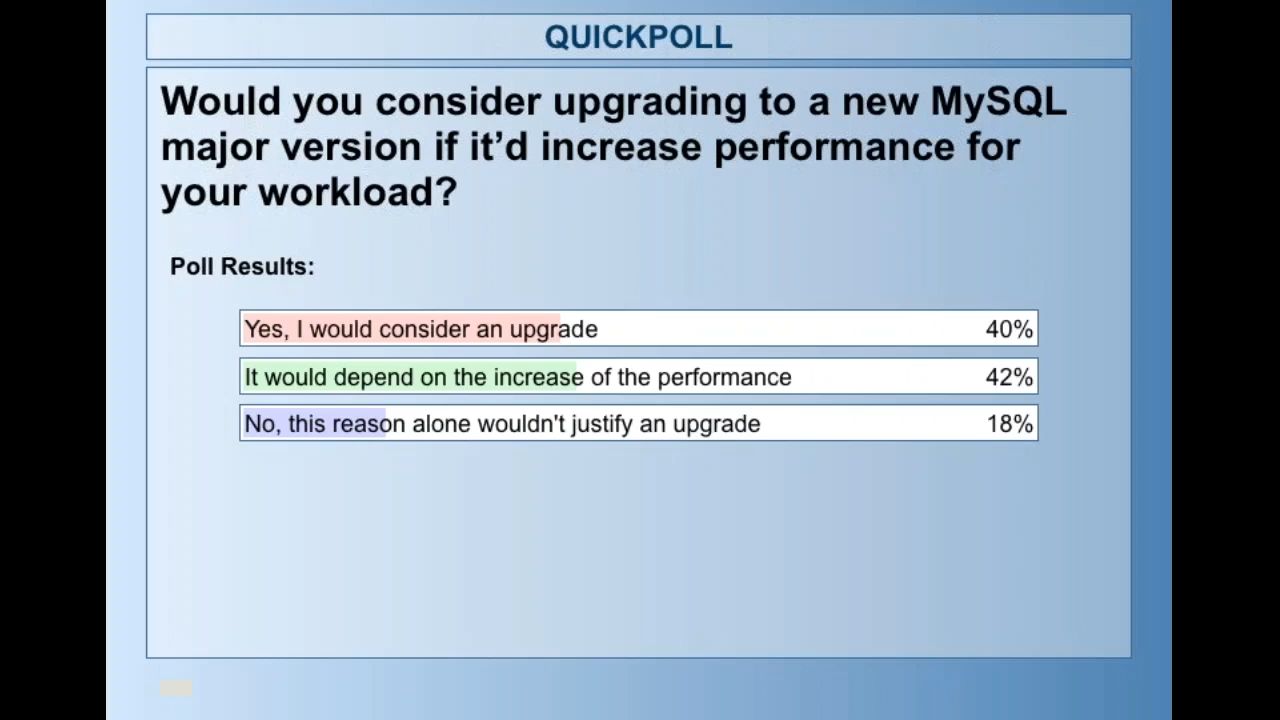 QUICKPOLL
Would you consider upgrading to a new MySQL
major version if it’d increase performance for
your workload?
Poll Results:
Yes, I would consider an upgrade 40%
It would depend on the increase of the performance 42%
No, this reason alone wouldn't justify an upgrade 18%